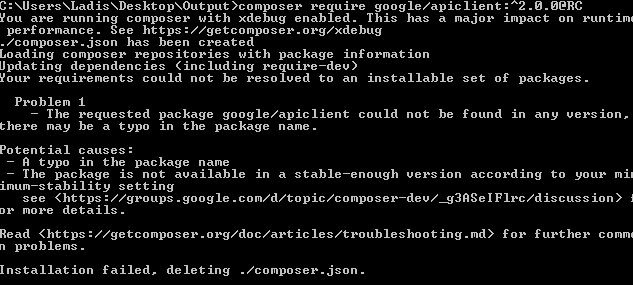 C:\Users\Ladis\Desktop\Output>composer require google/apiclient:^2.0.0@RC
You are running composer with xdebug enabled. This has a major impact on runtime
 performance. See https://getcomposer.org/xdebug
./composer.json has been created
Loading composer repositories with package information
Updating dependencies (including require-dev)
Your requirements could not be resolved to an installable set of packages.
  Problem 1
    - The requested package google/apiclient could not be found in any version,
there may be a typo in the package name.
Potential causes:
 - A typo in the package name
 - The package is not available in a stable-enough version according to your min
imum-stability setting
   see <https://groups.google.com/d/topic/composer-dev/_g3ASeIFlrc/discussion> f
or more details.
Read <https://getcomposer.org/doc/articles/troubleshooting.md> for further commo
n problems.
Installation failed, deleting ./composer.json.